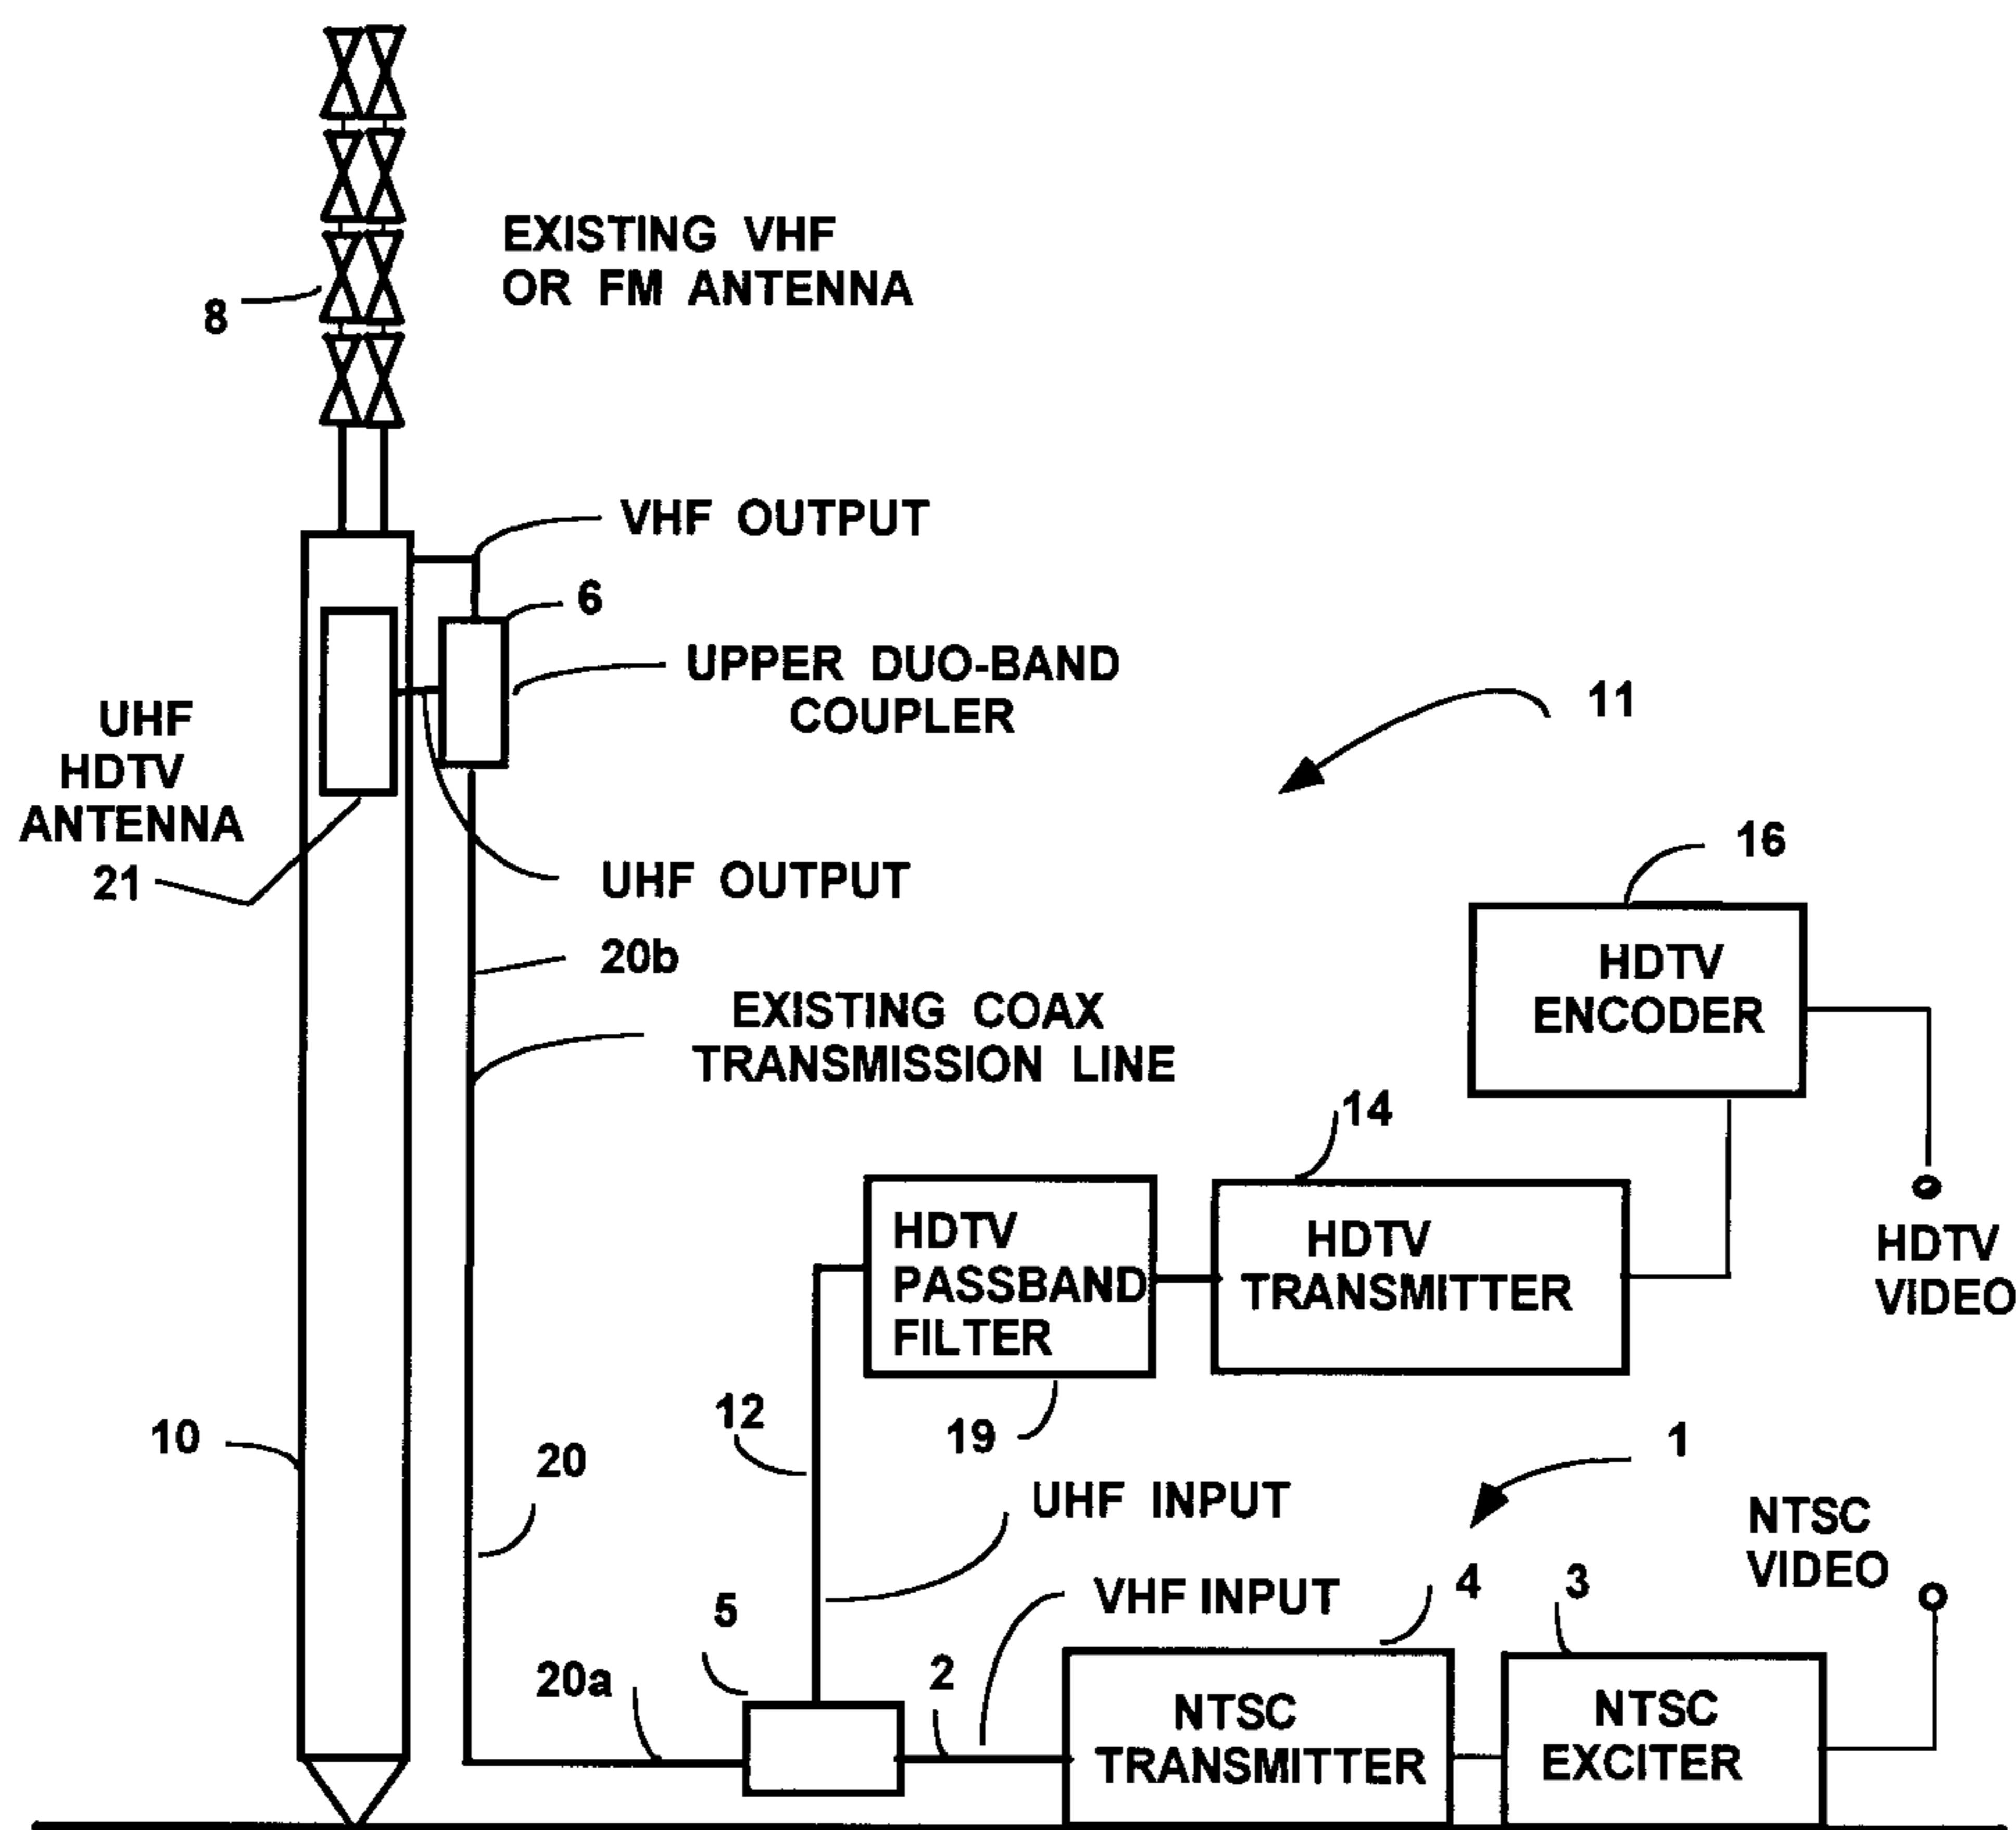 EXISTING VHF
OR FM ANTENNA
8
VHF OUTPUT
6
UPPER DUO-BAND
COUPLER
11
UHF
HDTV
ANTENNA
21
UHF OUTPUT
16
HDTV
ENCODER
20b
EXISTING COAX
TRANSMISSION LINE
14
HDTV
PASSBAND
FILTER
HDTV
TRANSMITTER
HDTV
VIDEO
12
19
10
20
1
UHF INPUT
NTSC
VIDEO
VHF INPUT
4
3
5
2
20a
NTSC
TRANSMITTER
NTSC
EXCITER